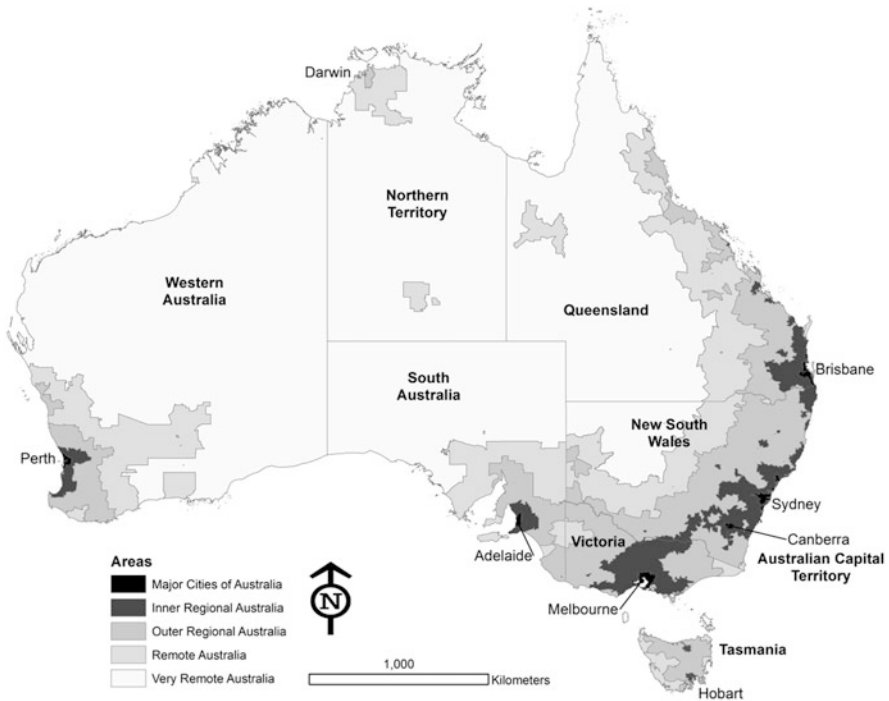 Darwin
Northern
Territory
Western
Australia
Queensland
South
Australia
Brisbane
New South
Wales
Perth
Sydney
Canberra
Adelaide
Victoria
Australian Capital
Territory
Melbourne
Areas
Major Cities of Australia
Inner Regional Australia
Outer Regional Australia
Remote Australia
Very Remote Australia
N
1,000
Kilometers
Tasmania
Hobart